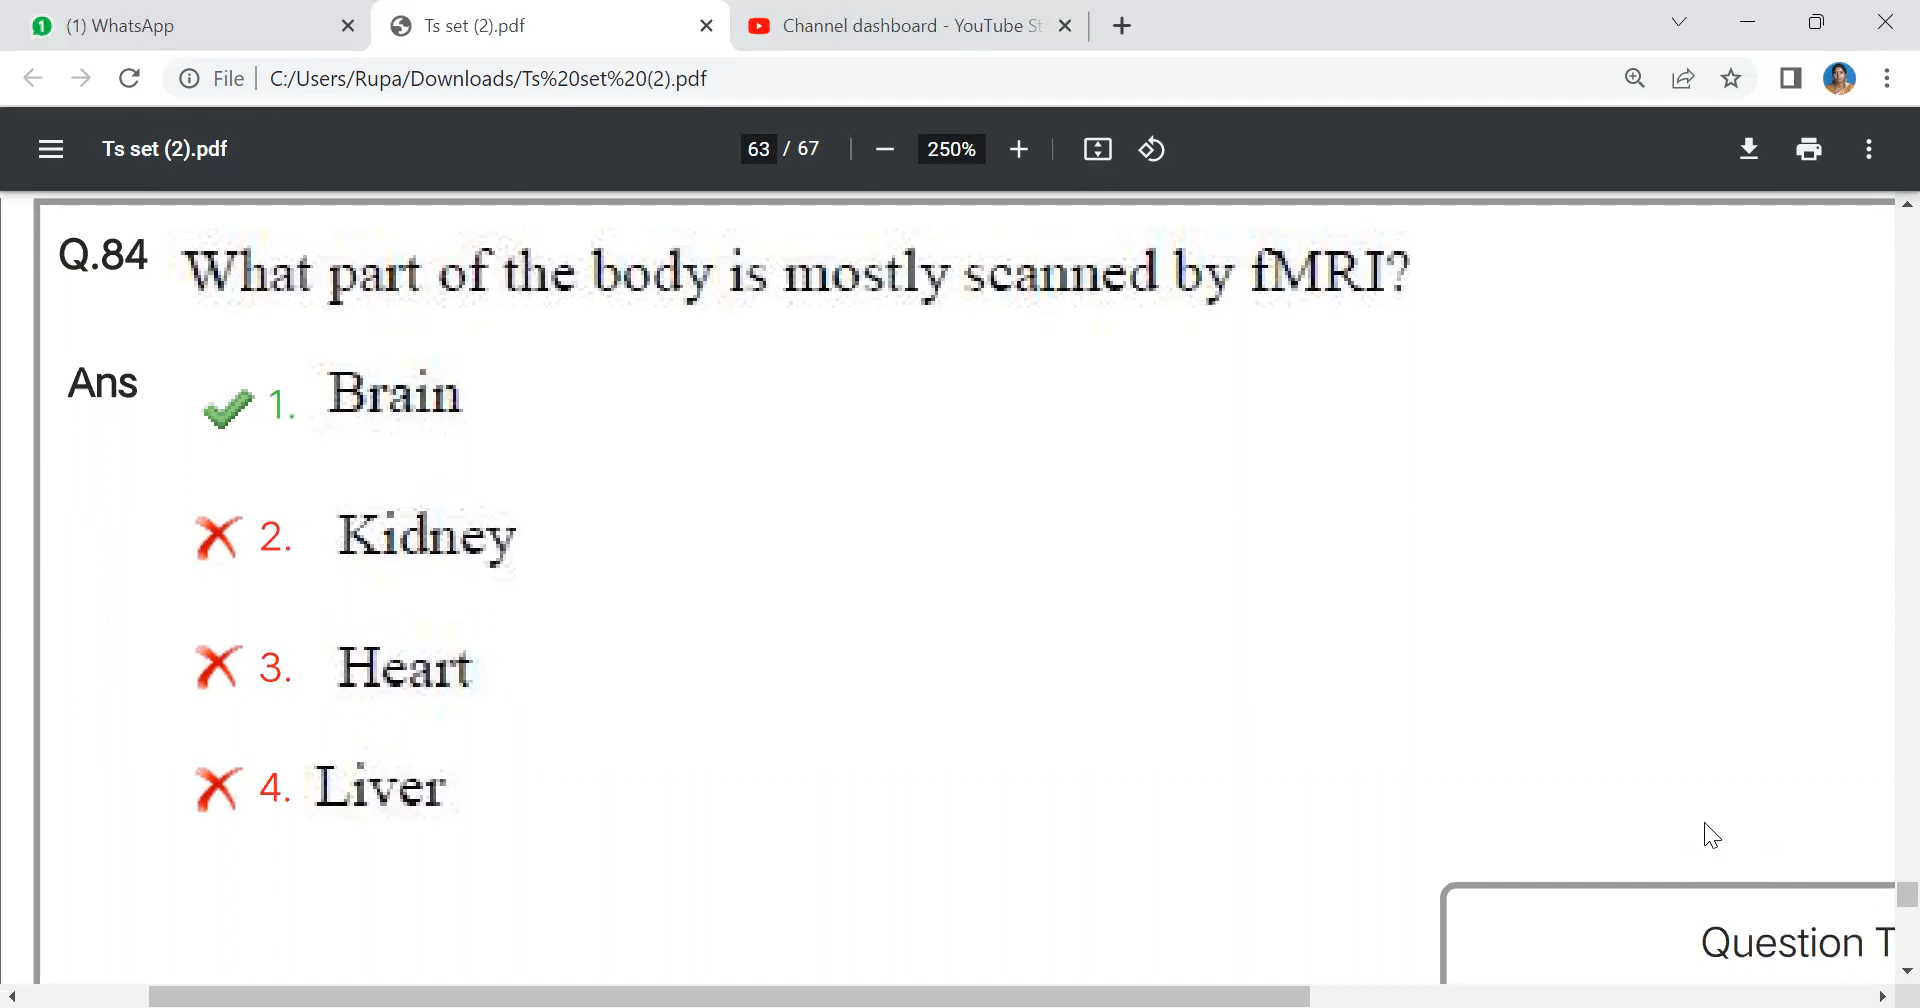 (1) WhatsApp
Ts set (2).pdf
Channel dashboard - YouTube St
File
C:/Users/Rupa/Downloads/Ts%20set%20(2).pdf
Ts set (2).pdf
63 / 67
250%
Q.84 What part of the body is mostly scanned by fMRI?
Ans
1. Brain
2. Kidney
3. Heart
4. Liver
Question T